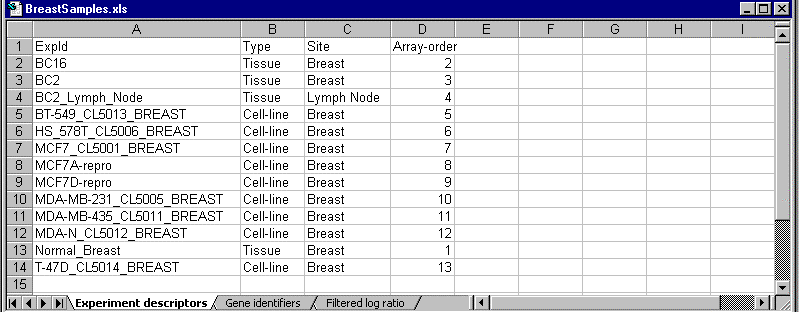 BreastSamples.xls
A B C D E F G H I
1 ExpId Type Site Array-order
2 BC16 Tissue Breast 2
3 BC2 Tissue Breast 3
4 BC2_Lymph_Node Tissue Lymph Node 4
5 BT-549_CL5013_BREAST Cell-line Breast 5
6 HS_578T_CL5006_BREAST Cell-line Breast 6
7 MCF7_CL5001_BREAST Cell-line Breast 7
8 MCF7A-repro Cell-line Breast 8
9 MCF7D-repro Cell-line Breast 9
10 MDA-MB-231_CL5005_BREAST Cell-line Breast 10
11 MDA-MB-435_CL5011_BREAST Cell-line Breast 11
12 MDA-N_CL5012_BREAST Cell-line Breast 12
13 Normal_Breast Tissue Breast 1
14 T-47D_CL5014_BREAST Cell-line Breast 13
15
Experiment descriptors Gene identifiers Filtered log ratio